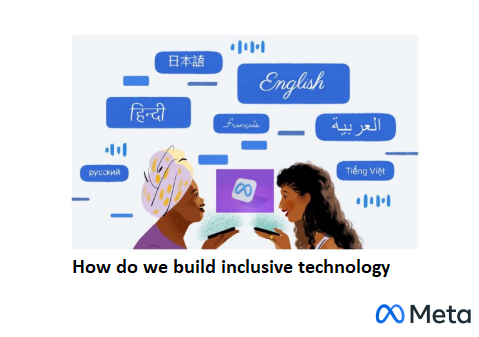 日本語
English
हिन्दी
français
العربية
русский
Tiếng Việt
How do we build inclusive technology
Meta